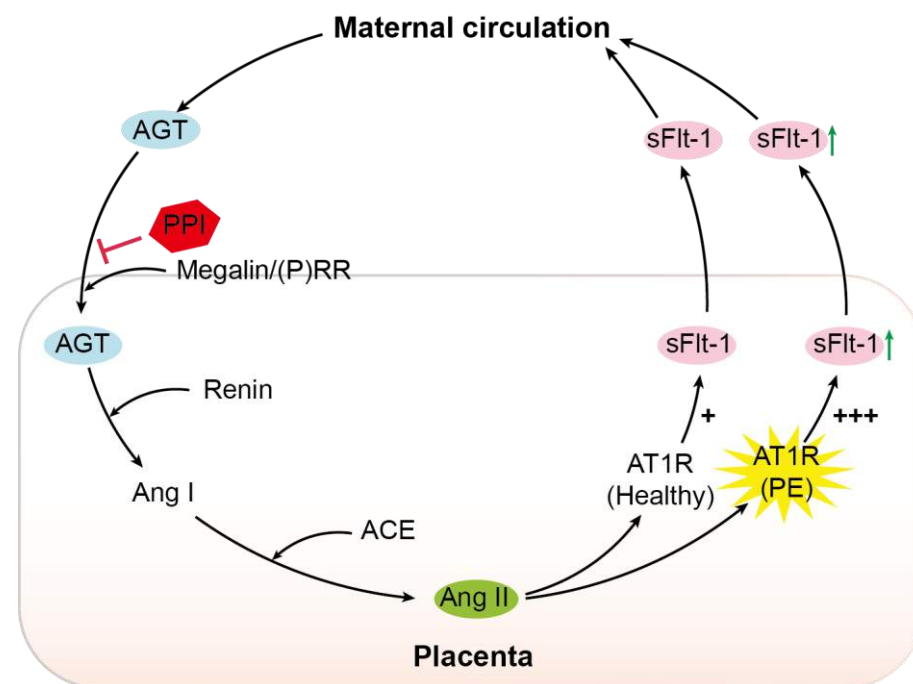 Maternal circulation
AGT
PPI
Megalin/(P)RR
AGT
Renin
Ang I
ACE
Ang II
AT1R
(Healthy)
+
sFlt-1
sFlt-1
AT1R
(PE)
+++
sFlt-1
sFlt-1
Placenta